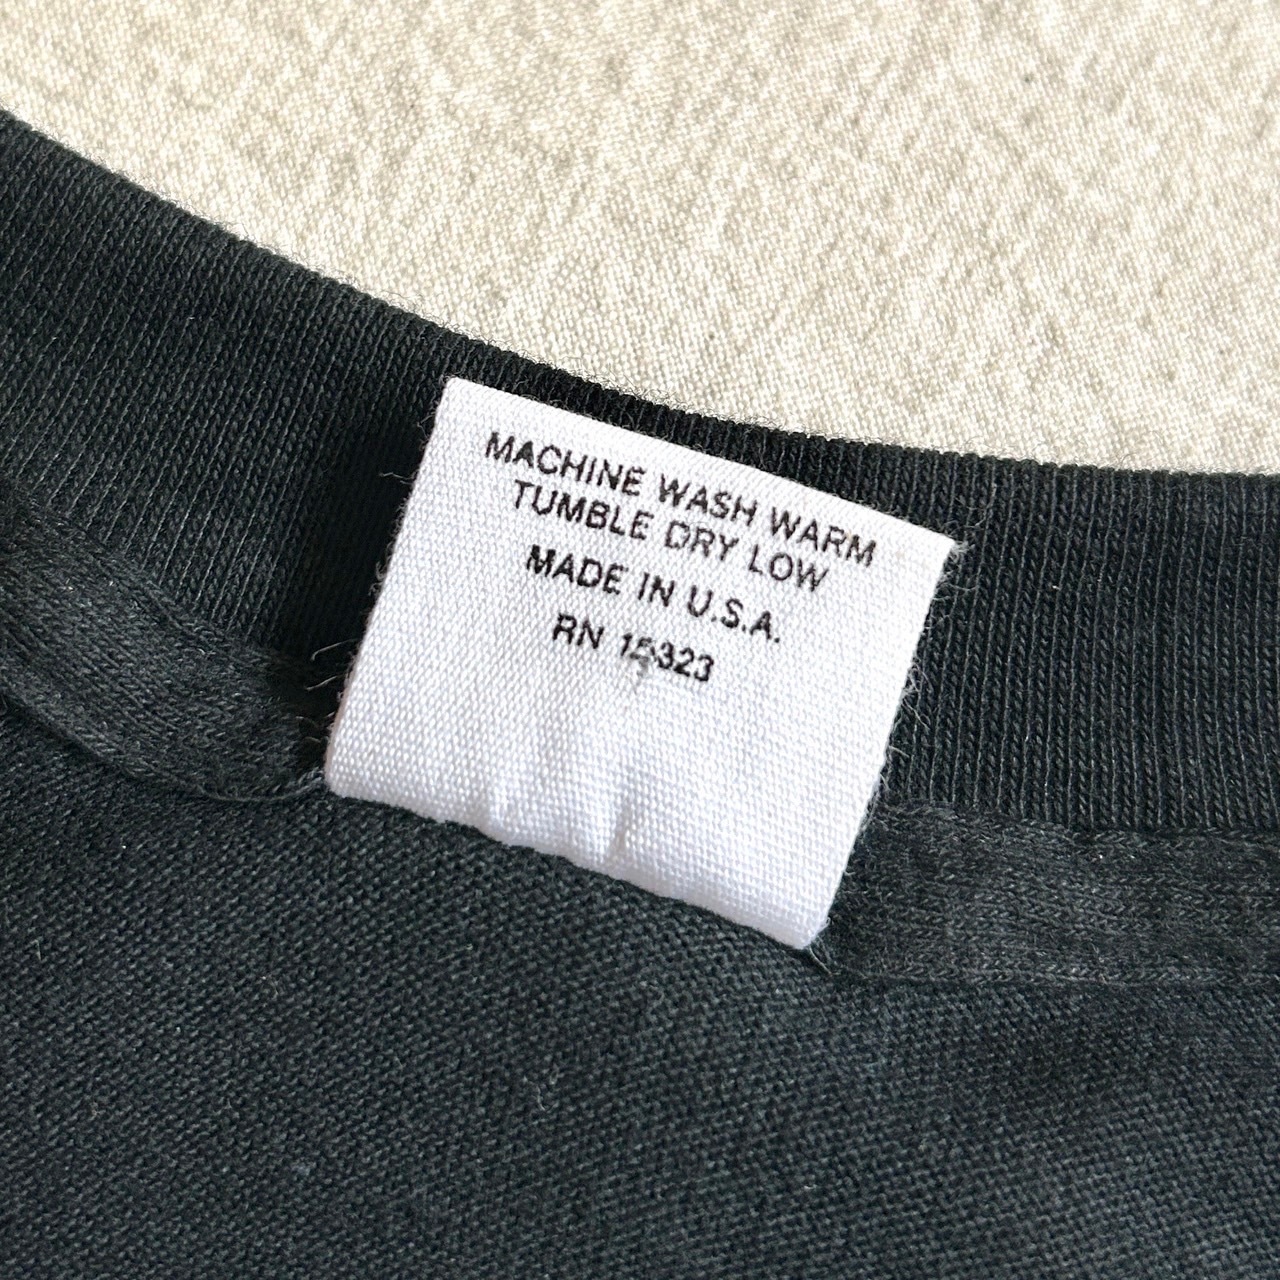 MACHINE WASH WARM
TUMBLE DRY LOW
MADE IN U.S.A.
RN 15323